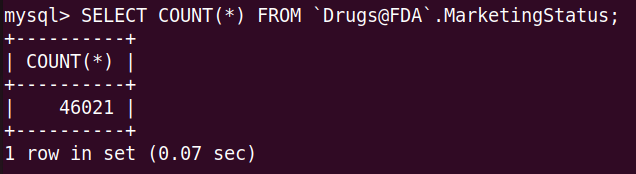 mysql> SELECT COUNT(*) FROM `Drugs@FDA`.MarketingStatus;
+----------+
| COUNT(*) |
+----------+
|    46021 |
+----------+
1 row in set (0.07 sec)